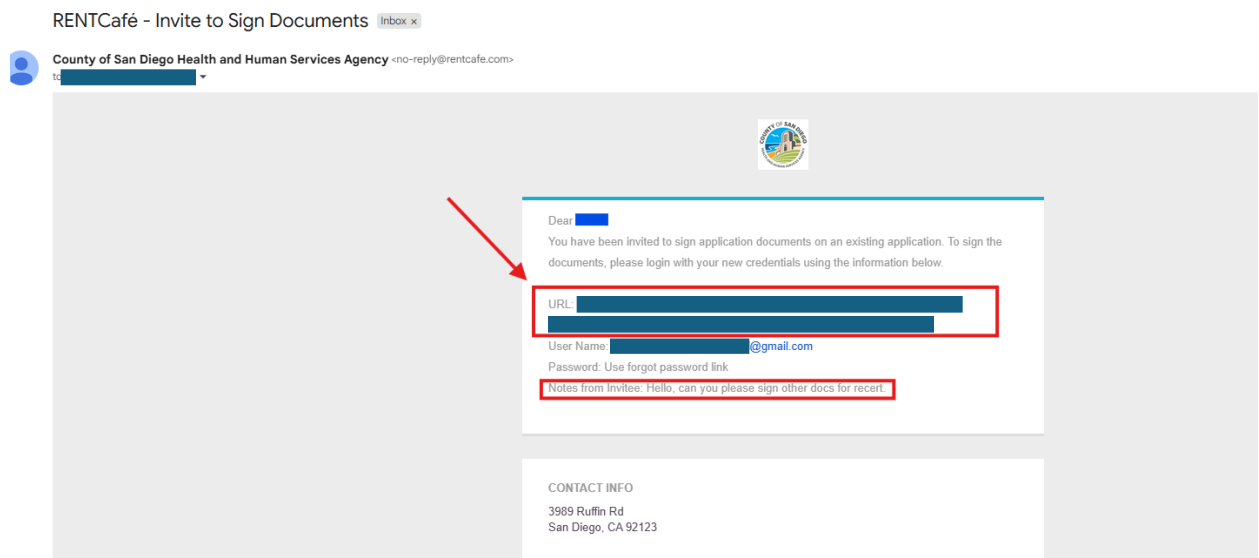 RENTCafé - Invite to Sign Documents Inbox x
County of San Diego Health and Human Services Agency <no-reply@rentcafe.com>
to
COUNTY OF SAN DIEGO
Dear
You have been invited to sign application documents on an existing application. To sign the
documents, please login with your new credentials using the information below.
URL:
User Name: @gmail.com
Password: Use forgot password link
Notes from Invitee: Hello, can you please sign other docs for recert.
CONTACT INFO
3989 Ruffin Rd
San Diego, CA 92123